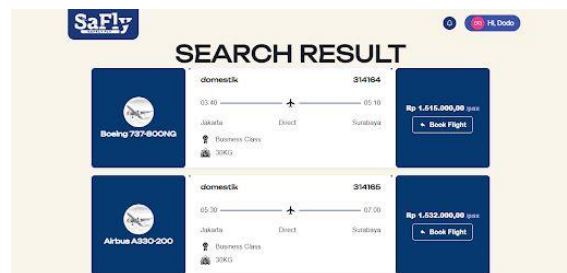 SaFly
Hi, Dodo
SEARCH RESULT
domestik 314164
03:40 05:10
Jakarta Direct Surabaya
Business Class
30KG
Boeing 737-800NG
Rp 1.515.000,00 /pax
Book Flight
domestik 314165
05:30 07:00
Jakarta Direct Surabaya
Business Class
30KG
Airbus A330-200
Rp 1.532.000,00 /pax
Book Flight